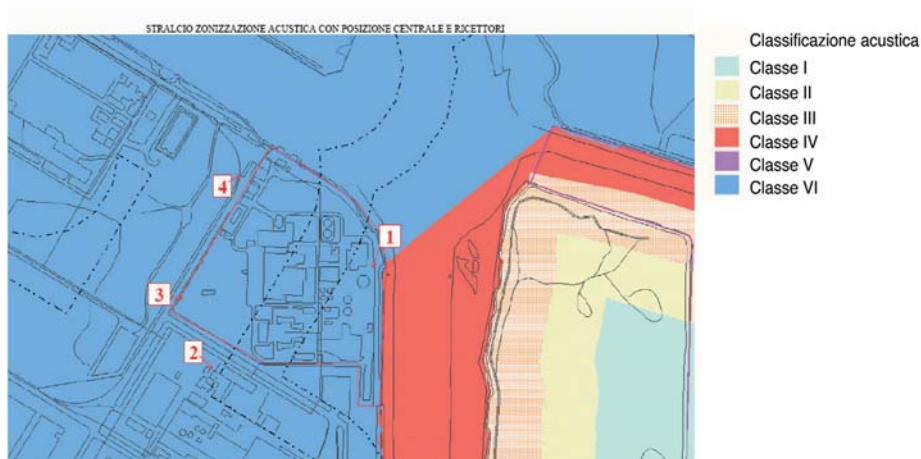 STRALCIO ZONIZZAZIONE ACUSTICA CON POSIZIONE CENTRALE E RICETTORI
Classificazione acustica
Classe I
Classe II
Classe III
Classe IV
Classe V
Classe VI
4
1
3
2